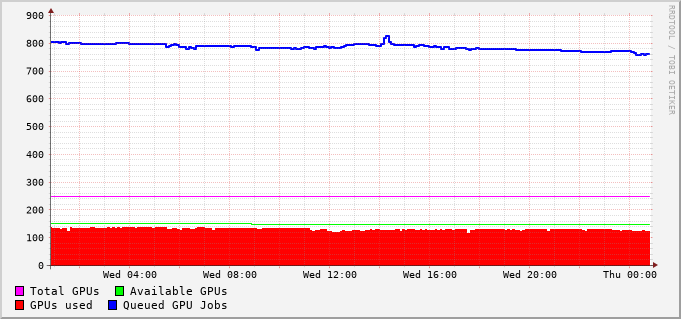 900
800
700
600
500
400
300
200
100
0
Wed 04:00 Wed 08:00 Wed 12:00 Wed 16:00 Wed 20:00 Thu 00:00
Total GPUs Available GPUs
GPUs used Queued GPU Jobs
RRDTOOL / TOBI OETIKER